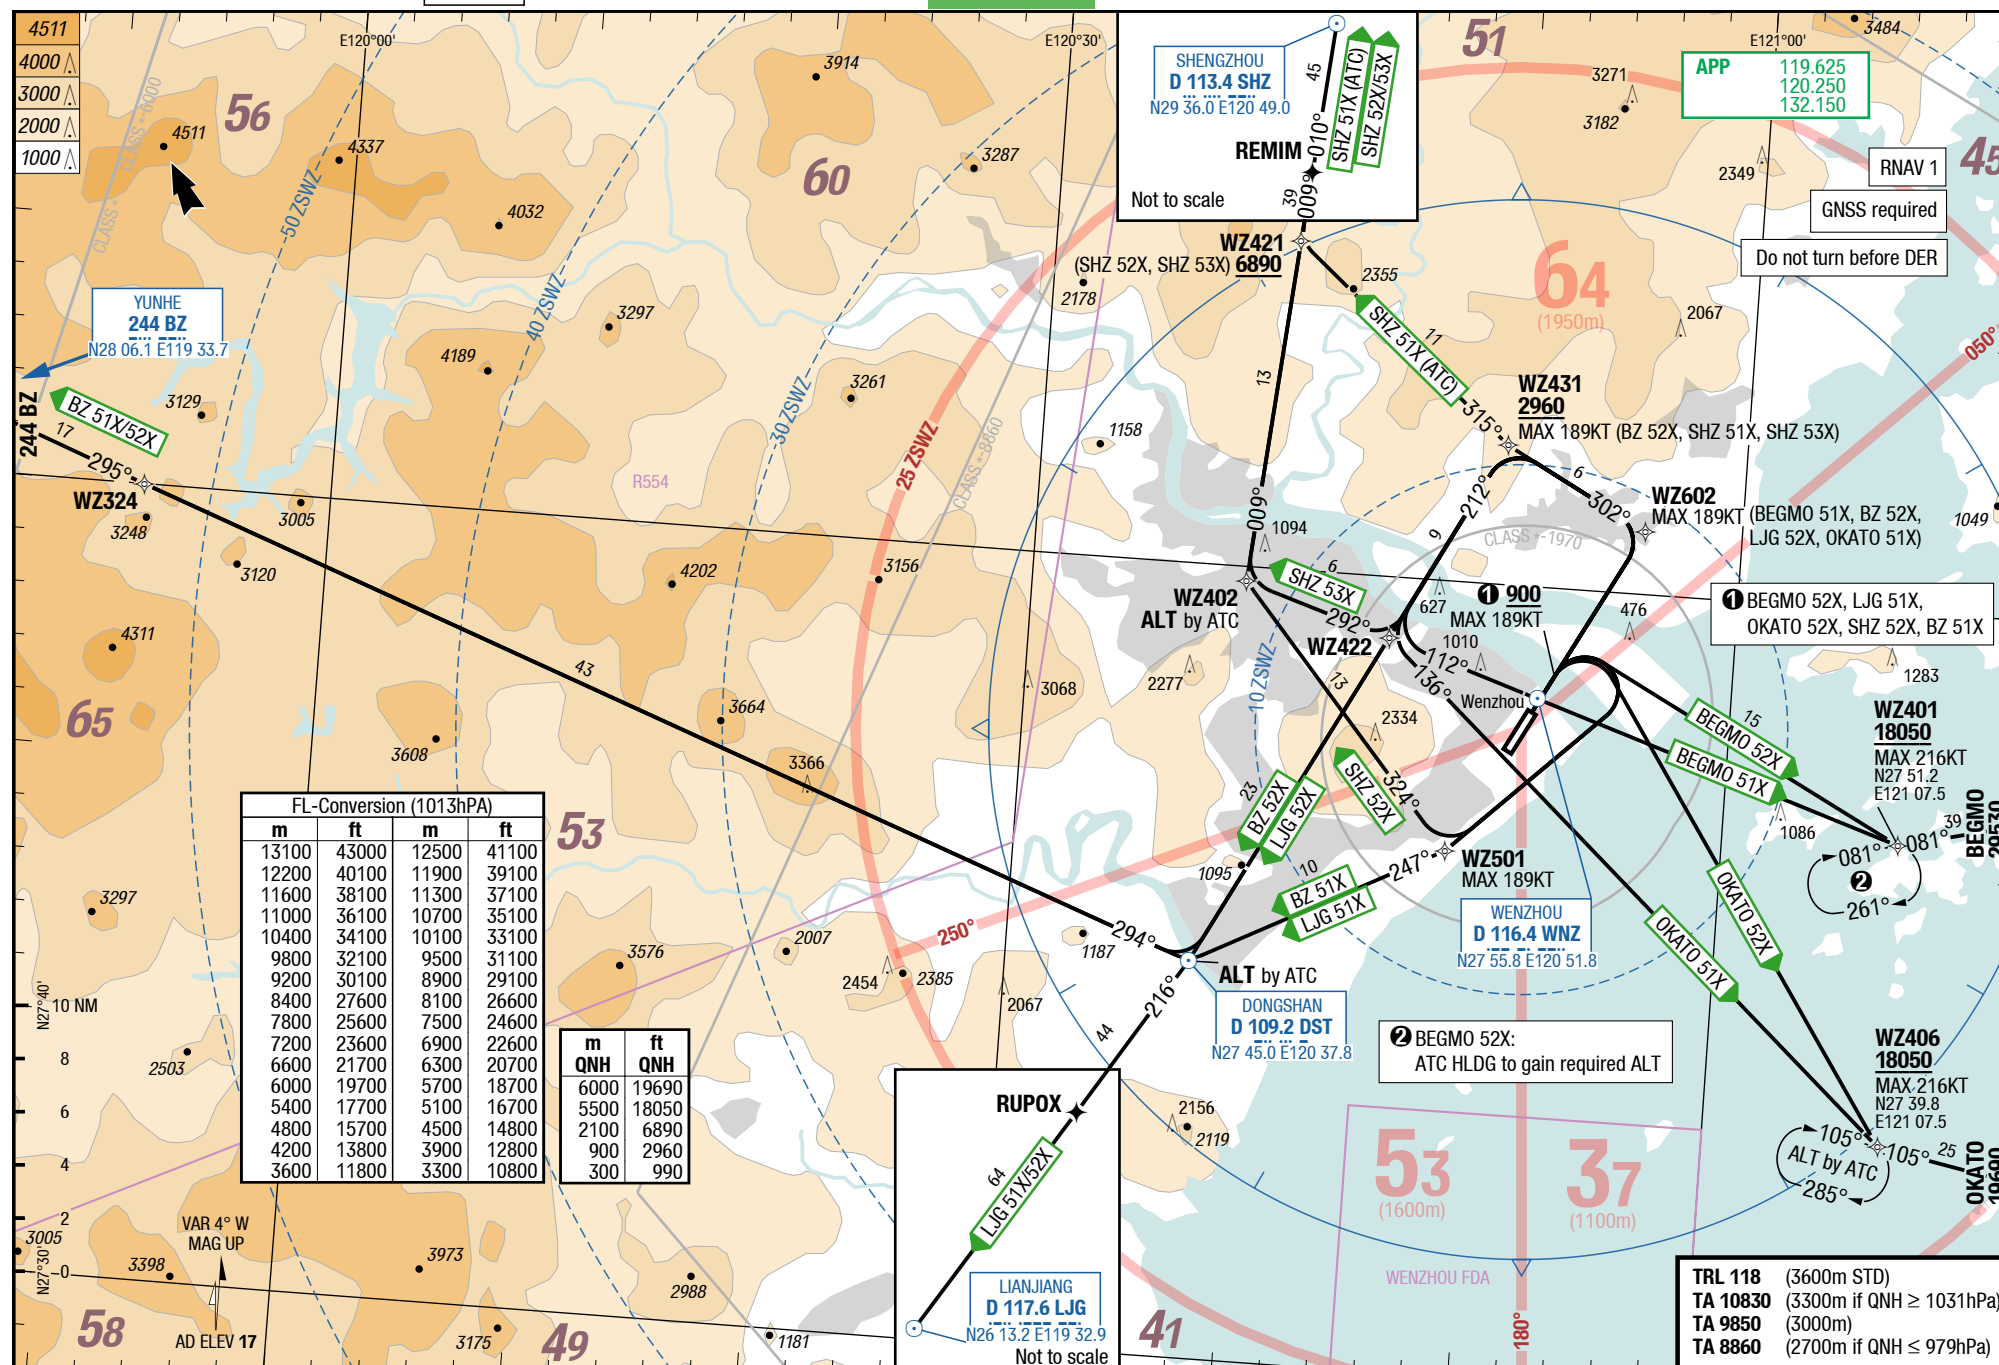 4511
4000
3000
2000
1000
E120°00'
E120°30'
E121°00'
56
60
51
45
4511
4337
4032
3914
3287
3484
3271
3182
2349
CLASS *-6000
CLASS *
50 ZSWZ
40 ZSWZ
30 ZSWZ
25 ZSWZ
10 ZSWZ
SHENGZHOU
D 113.4 SHZ
N29 36.0 E120 49.0
REMIM
Not to scale
45
010°
39
009°
SHZ 51X (ATC)
SHZ 52X/53X
APP 119.625
120.250
132.150
RNAV 1
GNSS required
Do not turn before DER
WZ421
(SHZ 52X, SHZ 53X) 6890
2178
2355
64
(1950m)
2067
050°
YUNHE
244 BZ
N28 06.1 E119 33.7
244 BZ
BZ 51X/52X
17
295°
WZ324
3129
3248
3005
3120
4189
3297
3261
1158
R554
CLASS *-8860
13
SHZ 51X (ATC)
11
315°
WZ431
2960
MAX 189KT (BZ 52X, SHZ 51X, SHZ 53X)
6
302°
212°
9
WZ602
MAX 189KT (BEGMO 51X, BZ 52X,
LJG 52X, OKATO 51X)
1049
CLASS *-1970
009°
1094
WZ402
ALT by ATC
SHZ 53X
6
292°
WZ422
627
1 900
MAX 189KT
476
1010
1 BEGMO 52X, LJG 51X,
OKATO 52X, SHZ 52X, BZ 51X
1283
4202
3156
4311
65
43
3664
3608
3366
3068
2277
13
112°
136°
Wenzhou
2334
BEGMO 52X
15
BEGMO 51X
1086
WZ401
18050
MAX 216KT
N27 51.2
E121 07.5
081°
081°
39
BEGMO
29530
2
261°
FL-Conversion (1013hPA)
m ft m ft
13100 43000 12500 41100
12200 40100 11900 39100
11600 38100 11300 37100
11000 36100 10700 35100
10400 34100 10100 33100
9800 32100 9500 31100
9200 30100 8900 29100
8400 27600 8100 26600
7800 25600 7500 24600
7200 23600 6900 22600
6600 21700 6300 20700
6000 19700 5700 18700
5400 17700 5100 16700
4800 15700 4500 14800
4200 13800 3900 12800
3600 11800 3300 10800
53
3297
3576
2007
2454
2385
2067
250°
1187
1095
294°
23
BZ 52X
LJG 52X
SHZ 52X
324°
10
BZ 51X
LJG 51X
247°
WZ501
MAX 189KT
WENZHOU
D 116.4 WNZ
N27 55.8 E120 51.8
OKATO 51X
OKATO 52X
ALT by ATC
DONGSHAN
D 109.2 DST
N27 45.0 E120 37.8
216°
44
2 BEGMO 52X:
ATC HLDG to gain required ALT
WZ406
18050
MAX 216KT
N27 39.8
E121 07.5
105°
105°
25
ALT by ATC
285°
OKATO
19690
m ft
QNH QNH
6000 19690
5500 18050
2100 6890
900 2960
300 990
N27°40'
10 NM
8
6
4
2
0
N27°30'
2503
3005
3398
VAR 4° W
MAG UP
AD ELEV 17
58
3973
3175
49
2988
1181
RUPOX
64
LJG 51X/52X
LIANJIANG
D 117.6 LJG
N26 13.2 E119 32.9
Not to scale
2156
2119
41
53
(1600m)
37
(1100m)
WENZHOU FDA
180°
TRL 118 (3600m STD)
TA 10830 (3300m if QNH ≥ 1031hPa)
TA 9850 (3000m)
TA 8860 (2700m if QNH ≤ 979hPa)